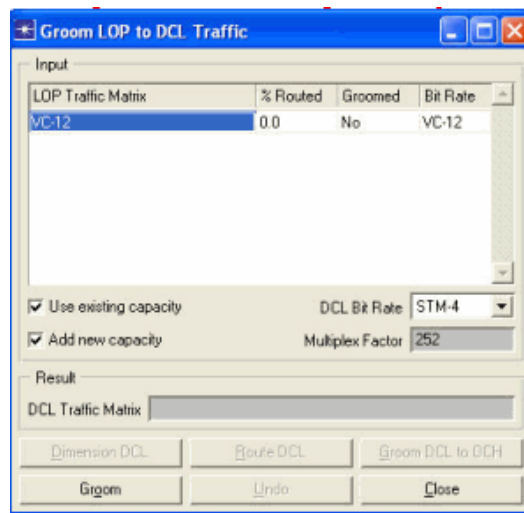 Groom LOP to DCL Traffic
Input
LOP Traffic Matrix % Routed Groomed Bit Rate
VC-12 0.0 No VC-12
Use existing capacity DCL Bit Rate STM-4
Add new capacity Multiplex Factor 252
Result
DCL Traffic Matrix
Dimension DCL Route DCL Groom DCL to OCH
Groom Undo Close